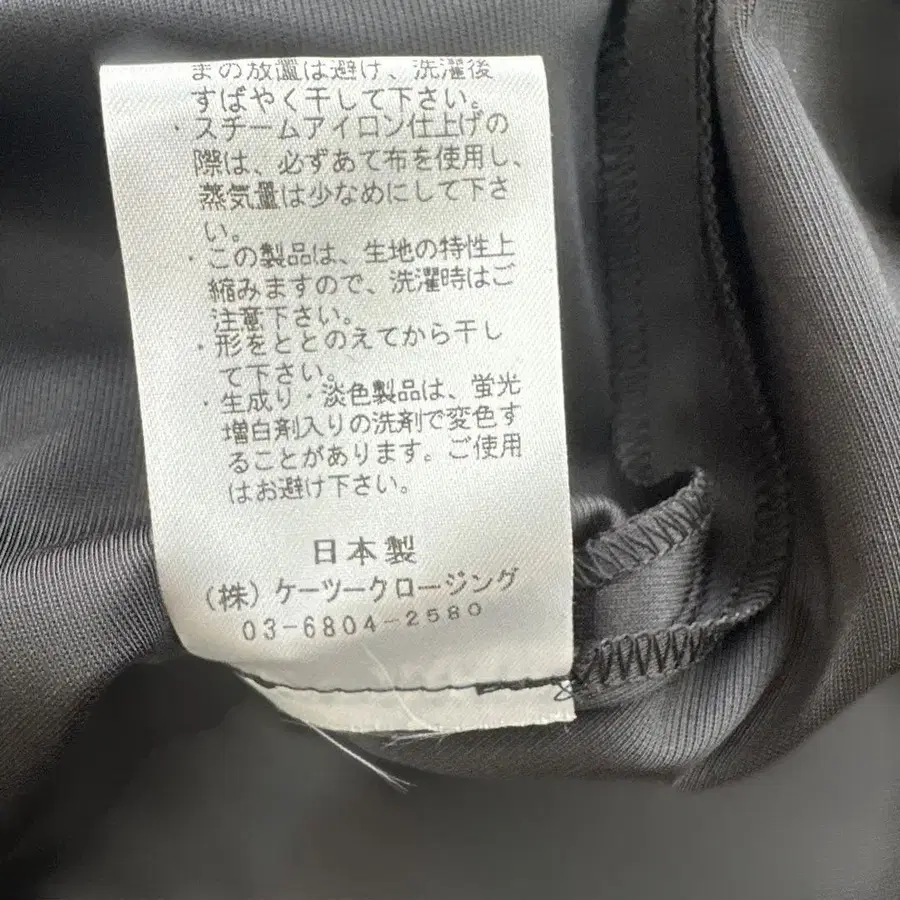 まの放置は避け、洗濯後
すばやく干して下さい。
・スチームアイロン仕上げの
際は、必ずあて布を使用し、
蒸気量は少なめにして下さ
い。
・この製品は、生地の特性上
縮みますので、洗濯時はご
注意下さい。
・形をととのえてから干し
て下さい。
・生成り・淡色製品は、蛍光
増白剤入りの洗剤で変色す
ることがあります。ご使用
はお避け下さい。
日本製
(株)ケーツークロージング
03-6804-2580